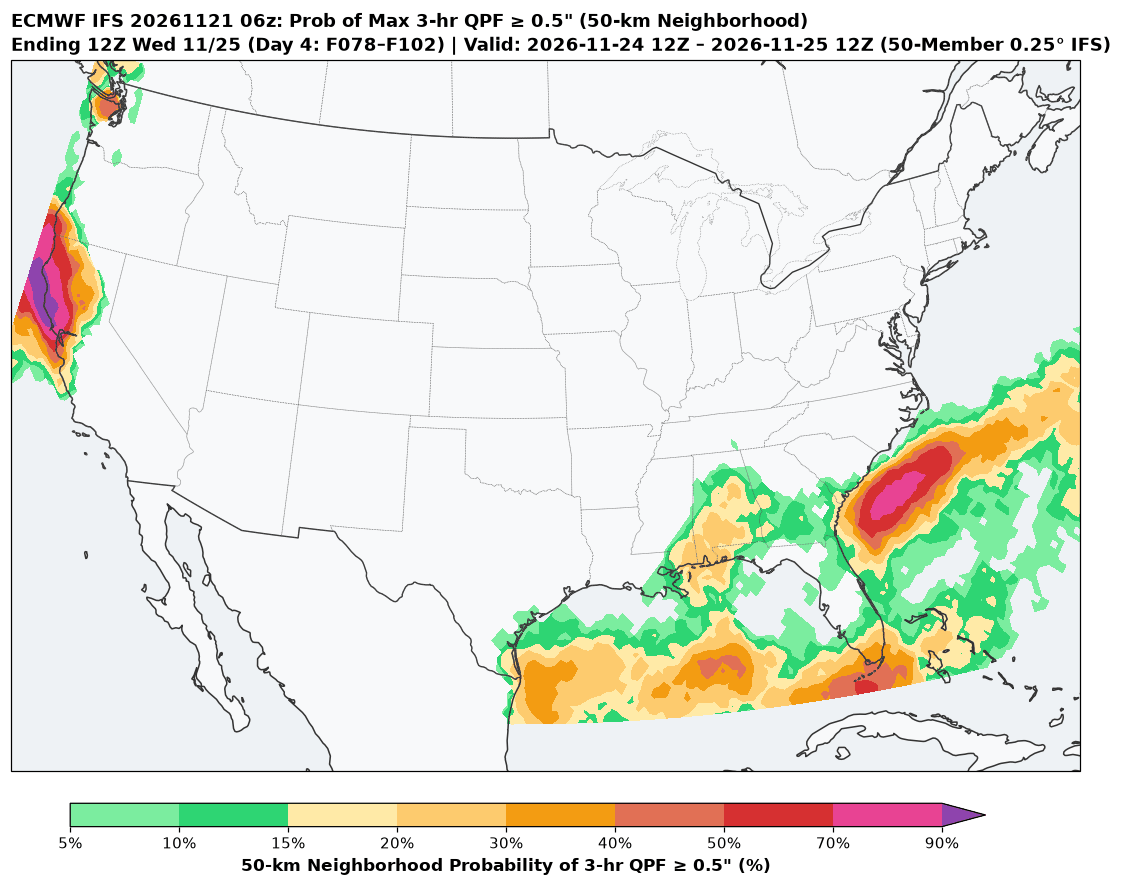 ECMWF IFS 20261121 06z: Prob of Max 3-hr QPF ≥ 0.5" (50-km Neighborhood)
Ending 12Z Wed 11/25 (Day 4: F078–F102) | Valid: 2026-11-24 12Z – 2026-11-25 12Z (50-Member 0.25° IFS)
5% 10% 15% 20% 30% 40% 50% 70% 90%
50-km Neighborhood Probability of 3-hr QPF ≥ 0.5" (%)